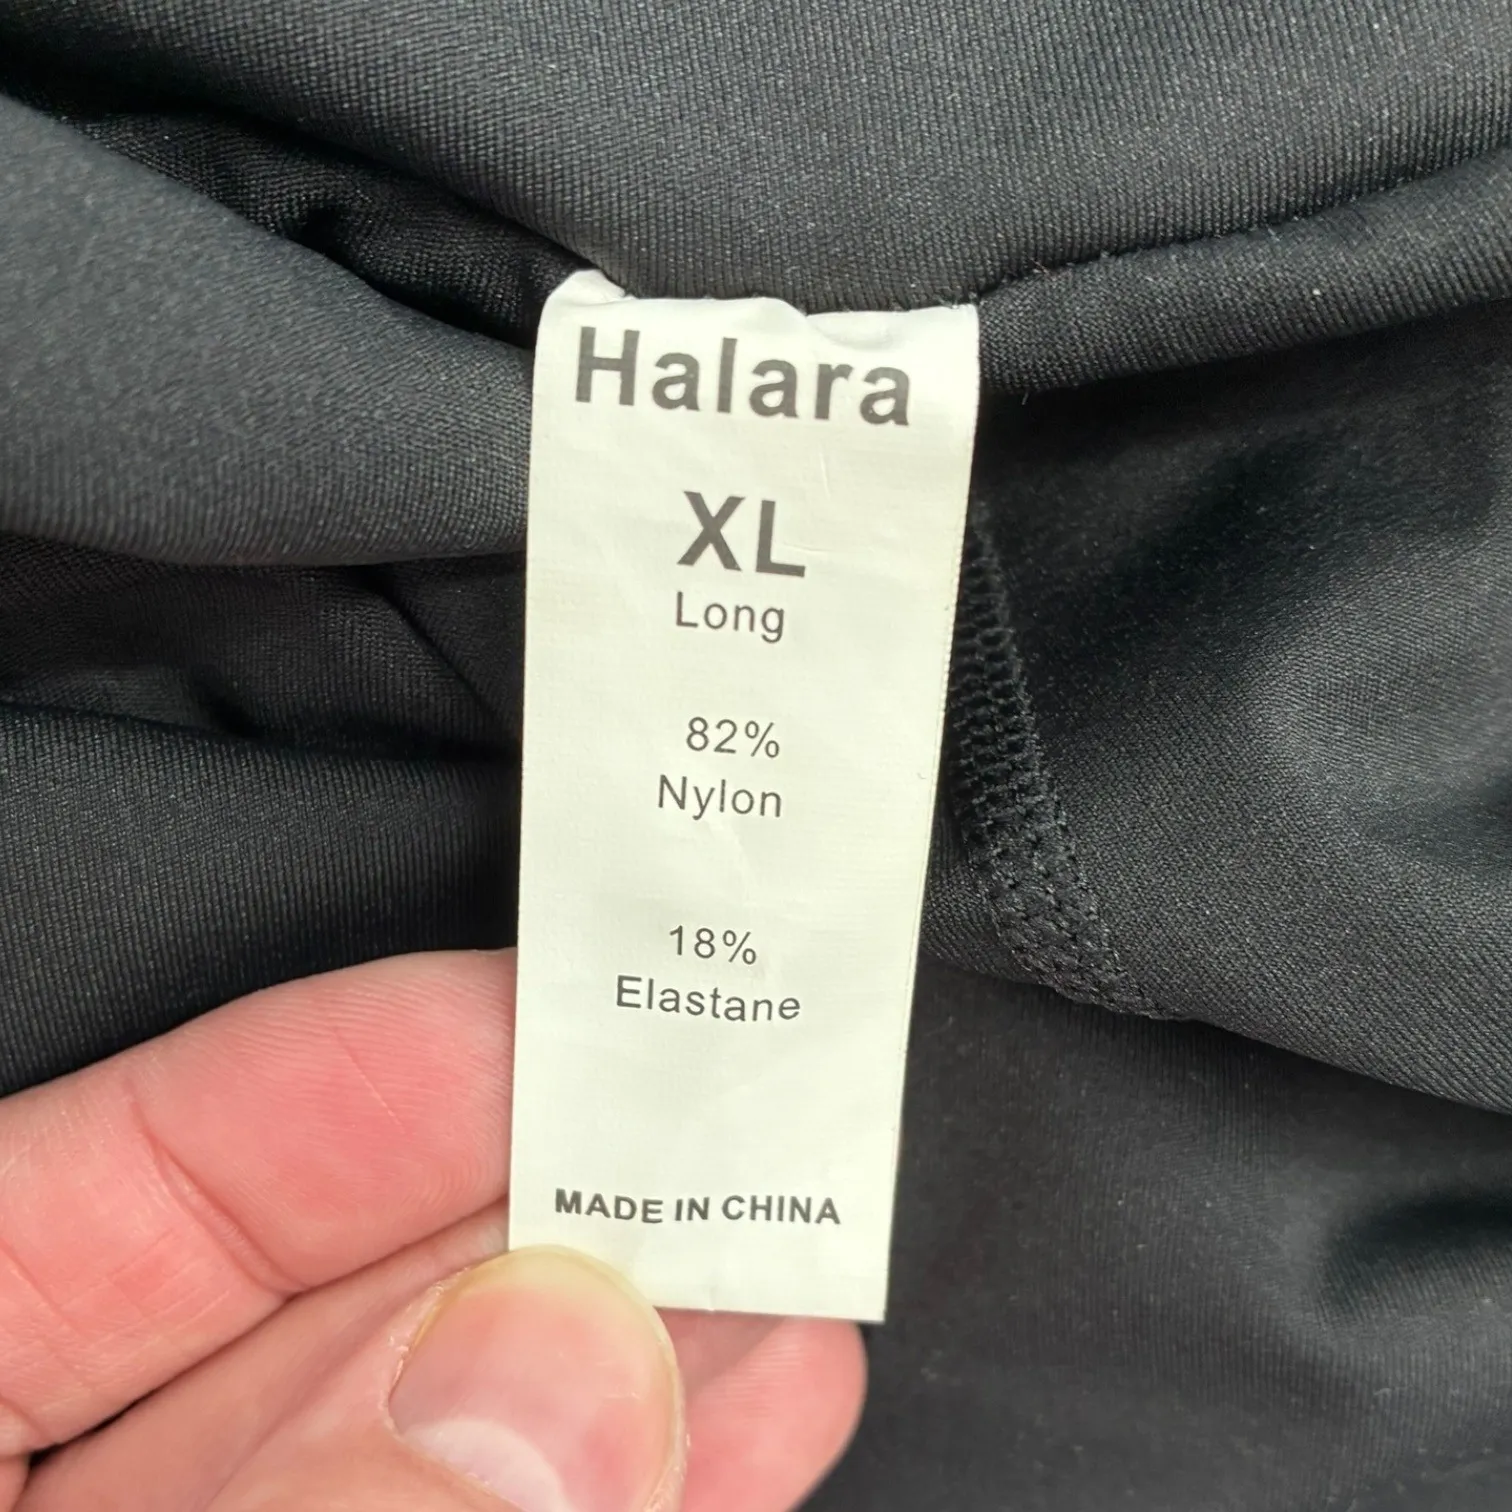 Halara
XL
Long
82%
Nylon
18%
Elastane
MADE IN CHINA